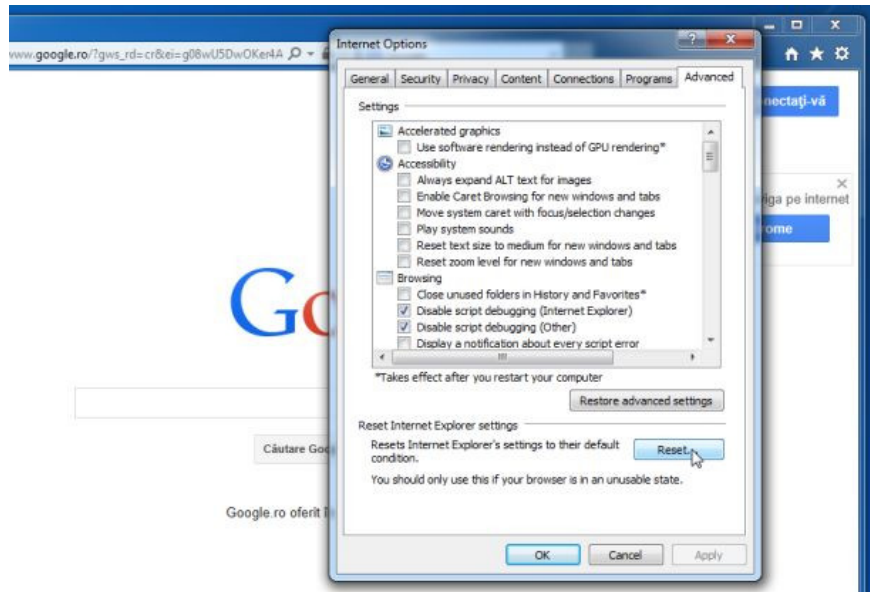 www.google.ro/?gws_rd=cr&ei=g08wU5DwOKer4A
Internet Options
General Security Privacy Content Connections Programs Advanced
Settings
Accelerated graphics
Use software rendering instead of GPU rendering*
Accessibility
Always expand ALT text for images
Enable Caret Browsing for new windows and tabs
Move system caret with focus/selection changes
Play system sounds
Reset text size to medium for new windows and tabs
Reset zoom level for new windows and tabs
Browsing
Close unused folders in History and Favorites*
Disable script debugging (Internet Explorer)
Disable script debugging (Other)
Display a notification about every script error
*Takes effect after you restart your computer
Restore advanced settings
Reset Internet Explorer settings
Resets Internet Explorer's settings to their default
condition.
Reset...
You should only use this if your browser is in an unusable state.
OK Cancel Apply
nectați-vă
iga pe internet
ome
Go
Căutare Goo
Google.ro oferit în